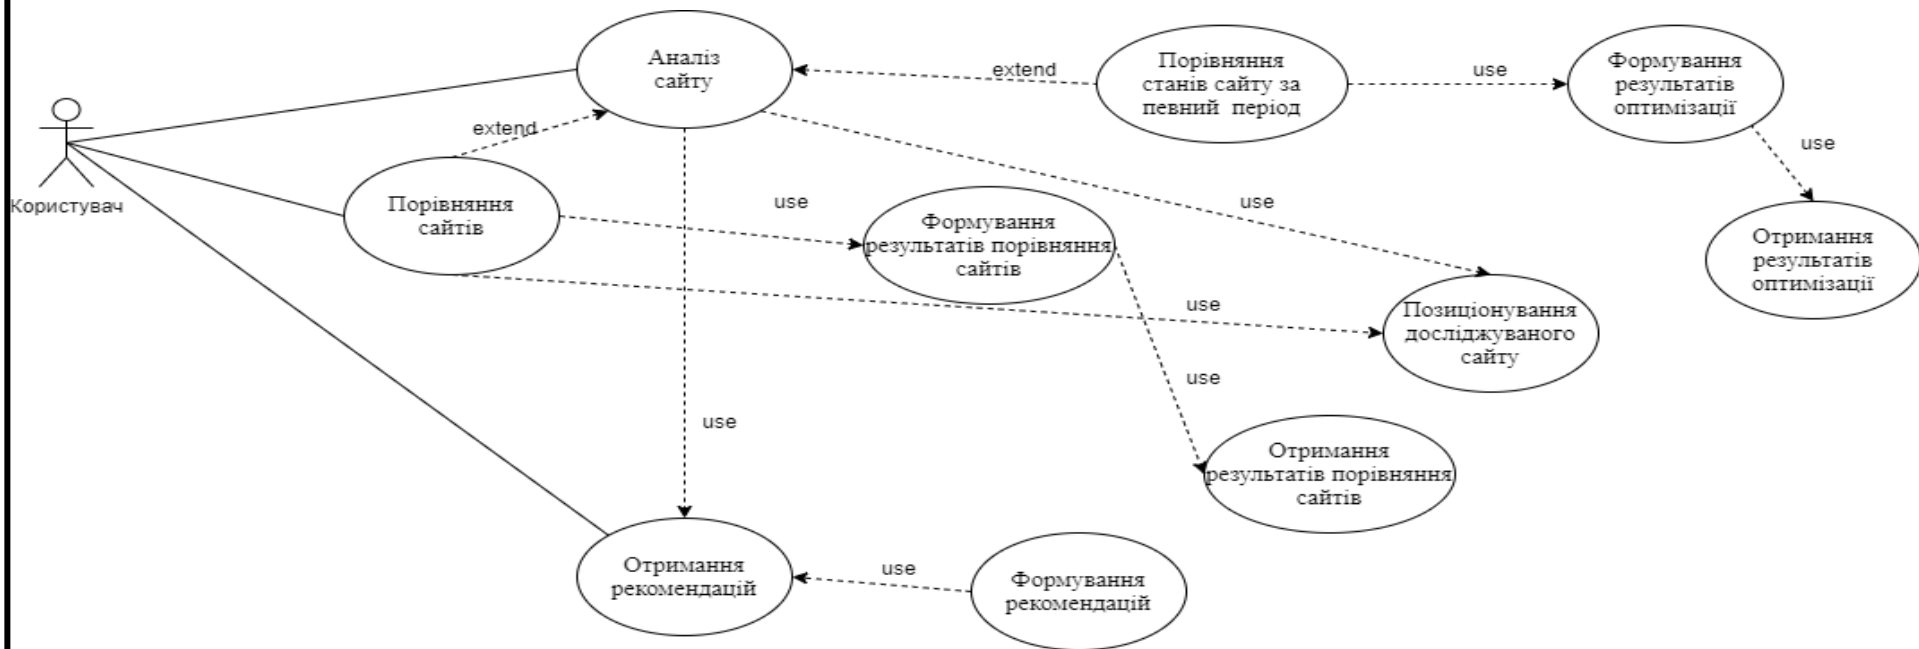 Аналіз
сайту
extend
Порівняння
станів сайту за
певний період
use
Формування
результатів
оптимізації
extend
use
Користувач
Порівняння
сайтів
use
Формування
результатів порівняння
сайтів
use
Отримання
результатів
оптимізації
use
Позиціонування
досліджуваного
сайту
use
use
Отримання
результатів порівняння
сайтів
Отримання
рекомендацій
use
Формування
рекомендацій